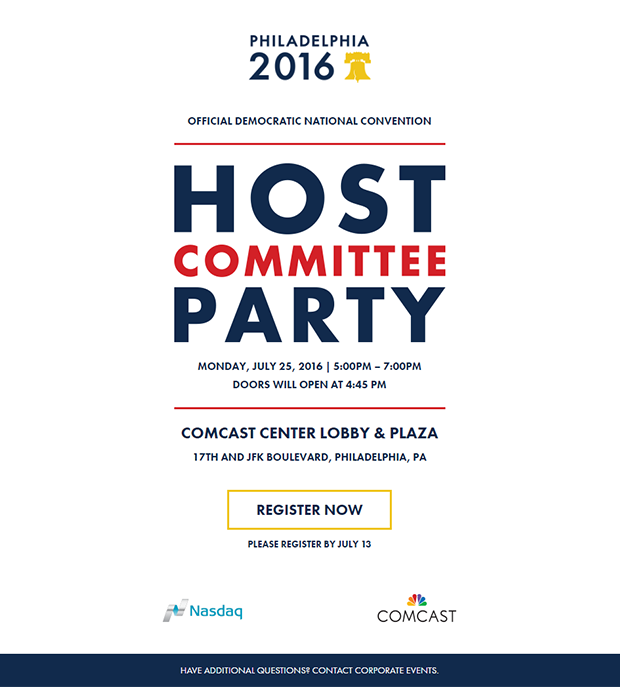 PHILADELPHIA
2016
OFFICIAL DEMOCRATIC NATIONAL CONVENTION
HOST
COMMITTEE
PARTY
MONDAY, JULY 25, 2016 | 5:00PM – 7:00PM
DOORS WILL OPEN AT 4:45 PM
COMCAST CENTER LOBBY & PLAZA
17TH AND JFK BOULEVARD, PHILADELPHIA, PA
REGISTER NOW
PLEASE REGISTER BY JULY 13
Nasdaq
COMCAST
HAVE ADDITIONAL QUESTIONS? CONTACT CORPORATE EVENTS.